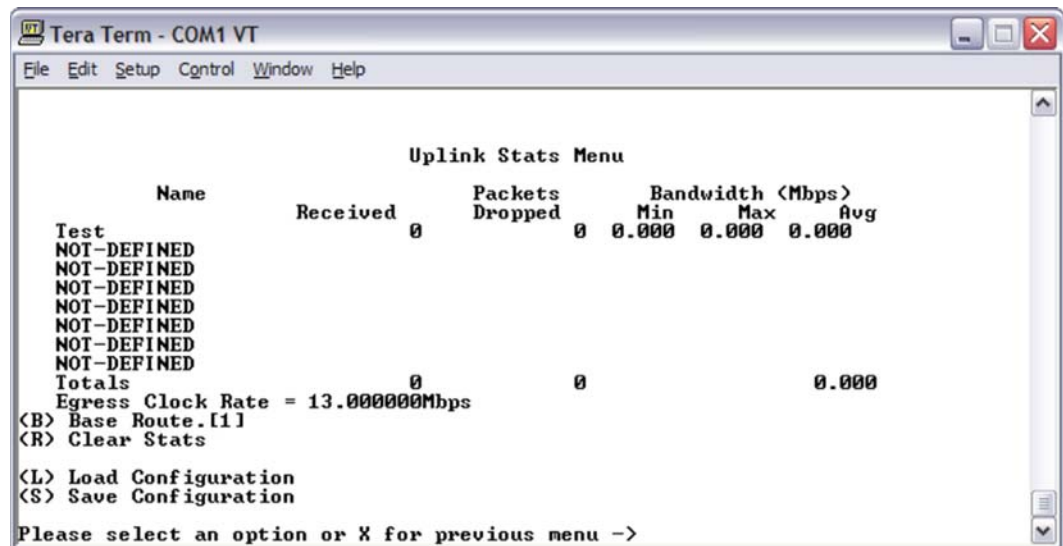 Tera Term - COM1 VT
File Edit Setup Control Window Help
Uplink Stats Menu
Name Packets Bandwidth (Mbps)
Received Dropped Min Max Avg
Test 0 0 0.000 0.000 0.000
NOT-DEFINED
NOT-DEFINED
NOT-DEFINED
NOT-DEFINED
NOT-DEFINED
NOT-DEFINED
NOT-DEFINED
Totals 0 0 0.000
Egress Clock Rate = 13.000000Mbps
(B) Base Route.[1]
(R) Clear Stats
(L) Load Configuration
(S) Save Configuration
Please select an option or X for previous menu ->